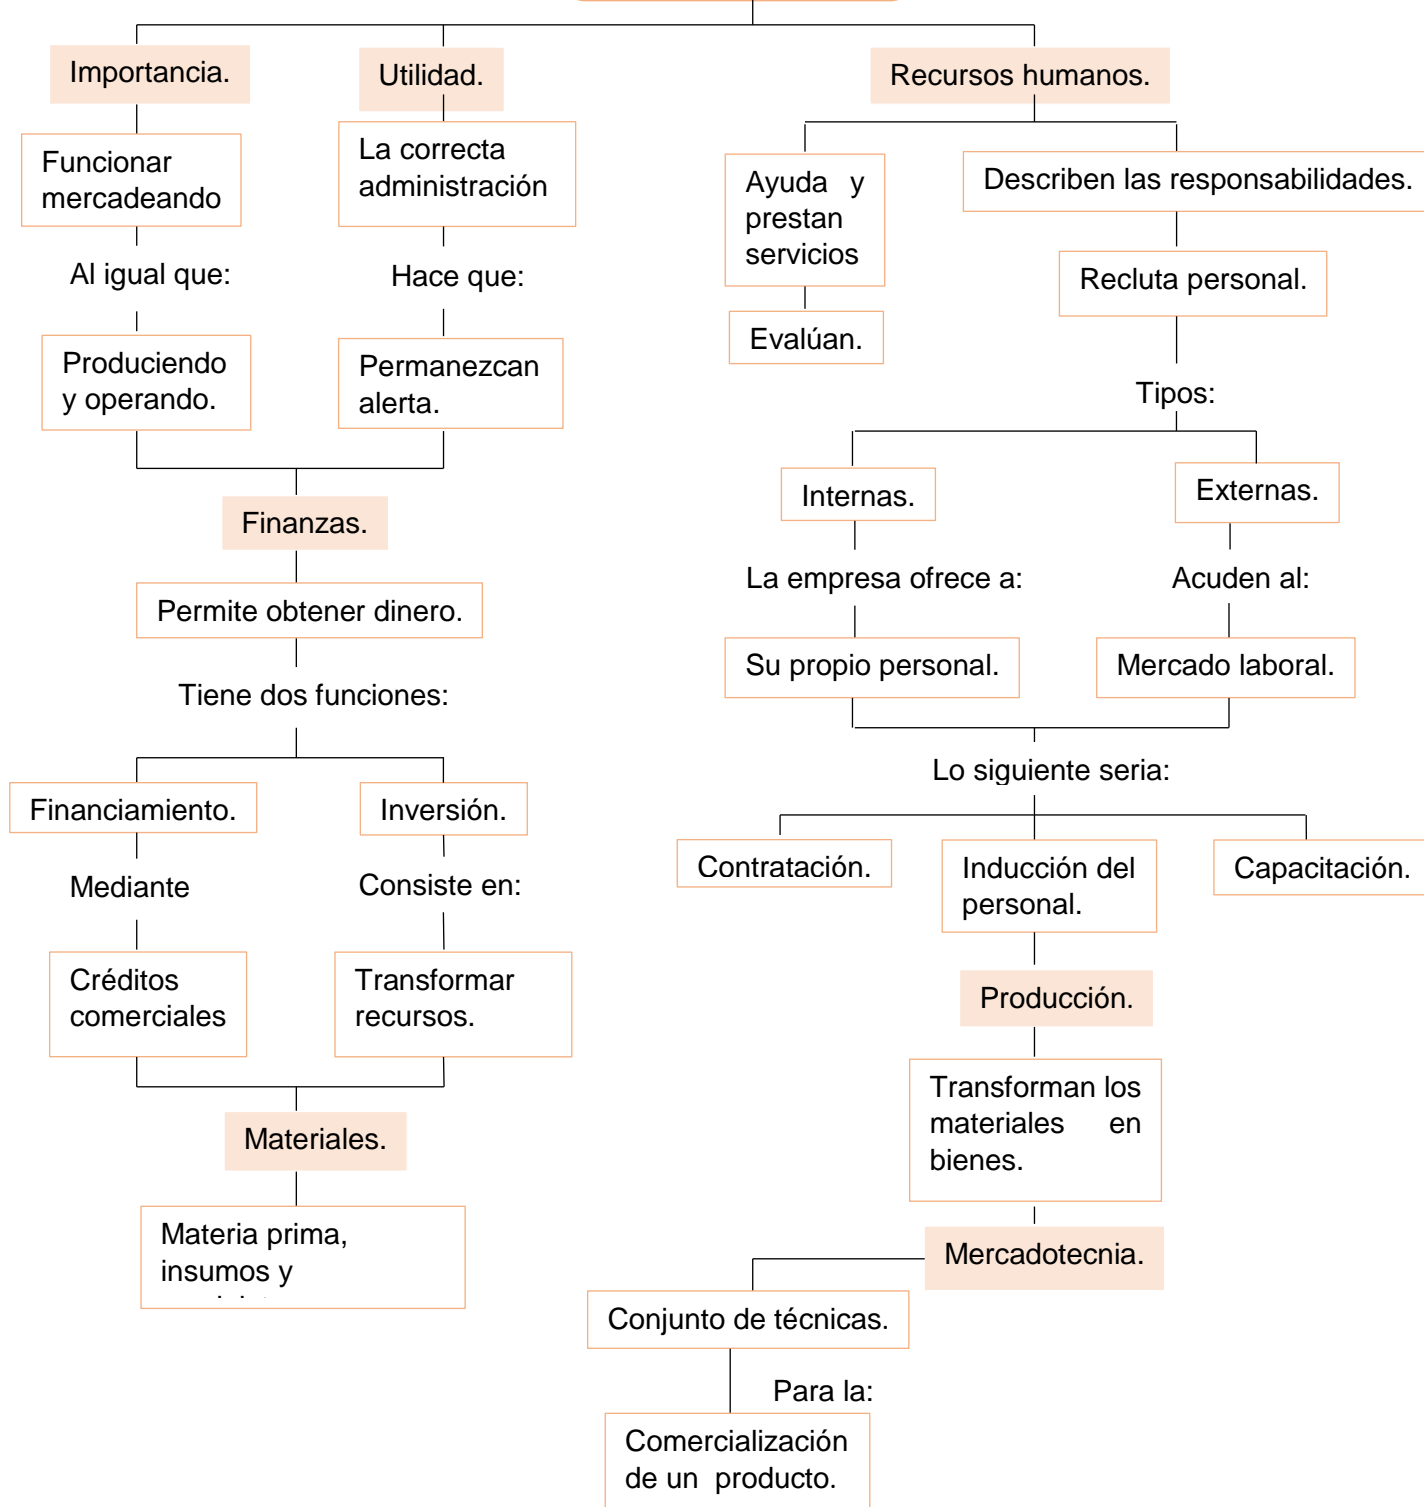 Importancia.
Utilidad.
Recursos humanos.
Funcionar
mercadeando
La correcta
administración
Ayuda y
prestan
servicios
Describen las responsabilidades.
Al igual que:
Hace que:
Recluta personal.
Produciendo
y operando.
Permanezcan
alerta.
Evalúan.
Tipos:
Finanzas.
Internas.
Externas.
Permite obtener dinero.
La empresa ofrece a:
Acuden al:
Tiene dos funciones:
Su propio personal.
Mercado laboral.
Financiamiento.
Inversión.
Lo siguiente seria:
Mediante
Consiste en:
Contratación.
Inducción del
personal.
Capacitación.
Créditos
comerciales
Transformar
recursos.
Producción.
Materiales.
Transforman los
materiales en
bienes.
Materia prima,
insumos y
Mercadotecnia.
Conjunto de técnicas.
Para la:
Comercialización
de un producto.